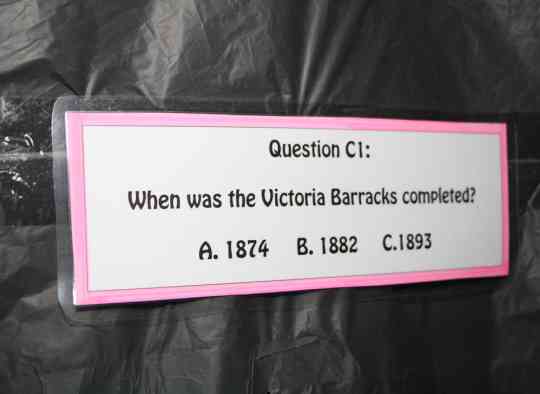 Question C1:
When was the Victoria Barracks completed?
A. 1874 B. 1882 C.1893